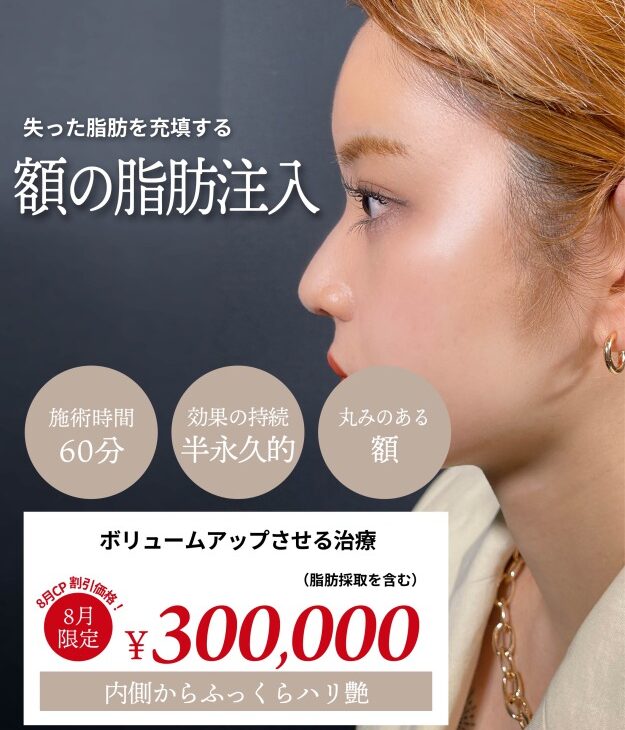 失った脂肪を充填する
額の脂肪注入
施術時間
60分
効果の持続
半永久的
丸みのある
額
ボリュームアップさせる治療
（脂肪採取を含む）
8月CP 割引価格！
8月
限定
¥300,000
内側からふっくらハリ艶